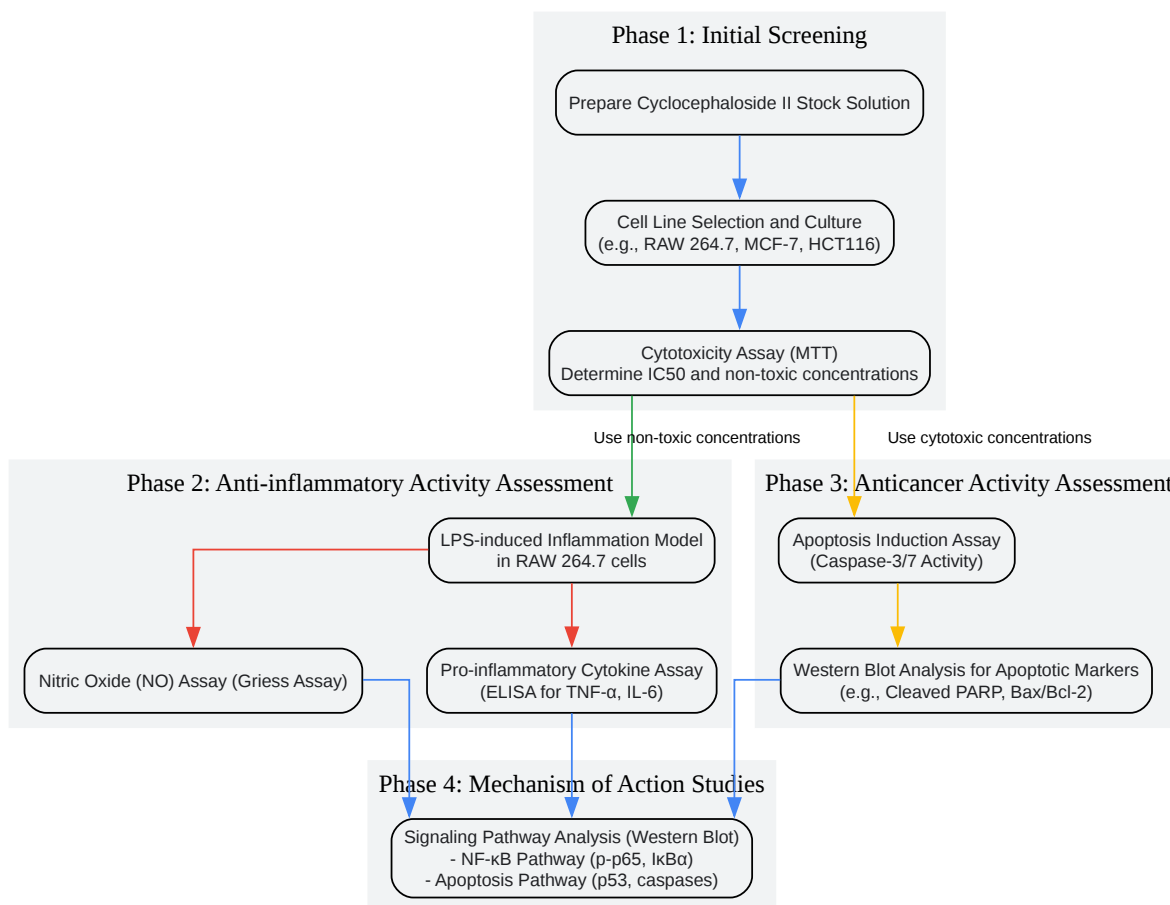 Phase 1: Initial Screening
Prepare Cyclocephaloside II Stock Solution
Cell Line Selection and Culture
(e.g., RAW 264.7, MCF-7, HCT116)
Cytotoxicity Assay (MTT)
Determine IC50 and non-toxic concentrations
Use non-toxic concentrations
Use cytotoxic concentrations
Phase 2: Anti-inflammatory Activity Assessment
LPS-induced Inflammation Model
in RAW 264.7 cells
Nitric Oxide (NO) Assay (Griess Assay)
Pro-inflammatory Cytokine Assay
(ELISA for TNF-α, IL-6)
Phase 3: Anticancer Activity Assessment
Apoptosis Induction Assay
(Caspase-3/7 Activity)
Western Blot Analysis for Apoptotic Markers
(e.g., Cleaved PARP, Bax/Bcl-2)
Phase 4: Mechanism of Action Studies
Signaling Pathway Analysis (Western Blot)
- NF-κB Pathway (p-p65, IκBα)
- Apoptosis Pathway (p53, caspases)